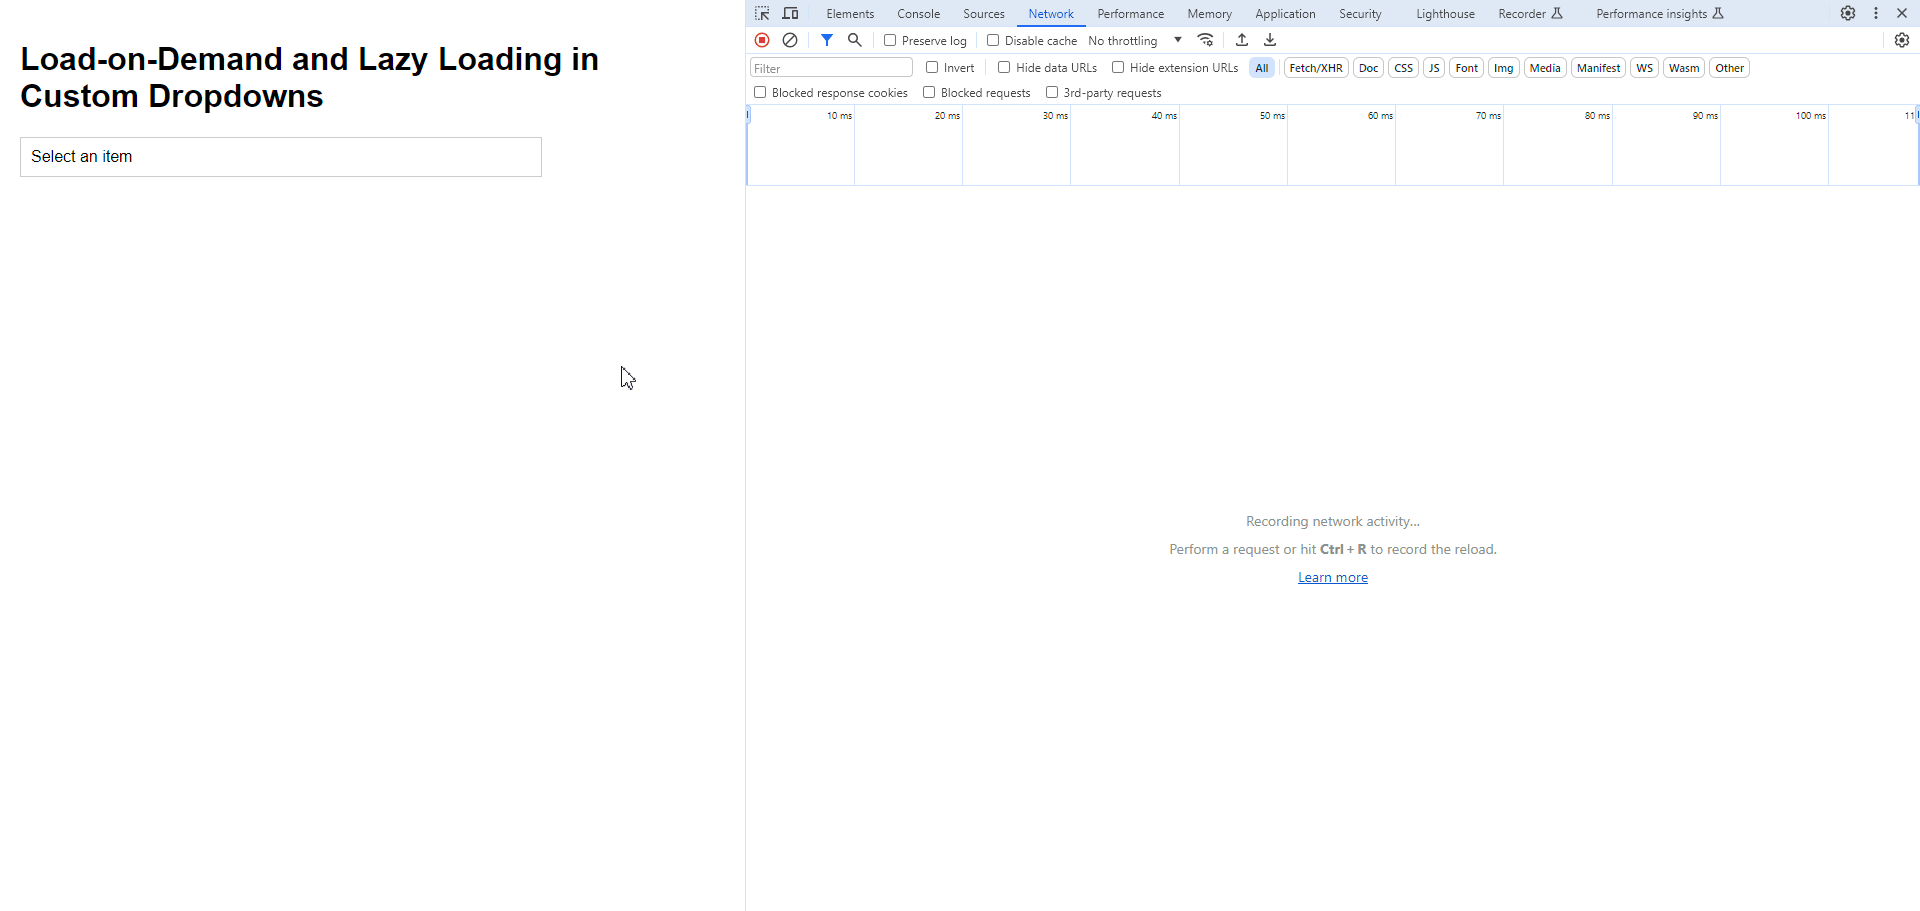 Load-on-Demand and Lazy Loading in
Custom Dropdowns
Select an item
Elements Console Sources Network Performance Memory Application Security Lighthouse Recorder Performance insights
Preserve log Disable cache No throttling
Filter Invert Hide data URLs Hide extension URLs All Fetch/XHR Doc CSS JS Font Img Media Manifest WS Wasm Other
Blocked response cookies Blocked requests 3rd-party requests
10 ms 20 ms 30 ms 40 ms 50 ms 60 ms 70 ms 80 ms 90 ms 100 ms 11
Recording network activity...
Perform a request or hit Ctrl + R to record the reload.
Learn more